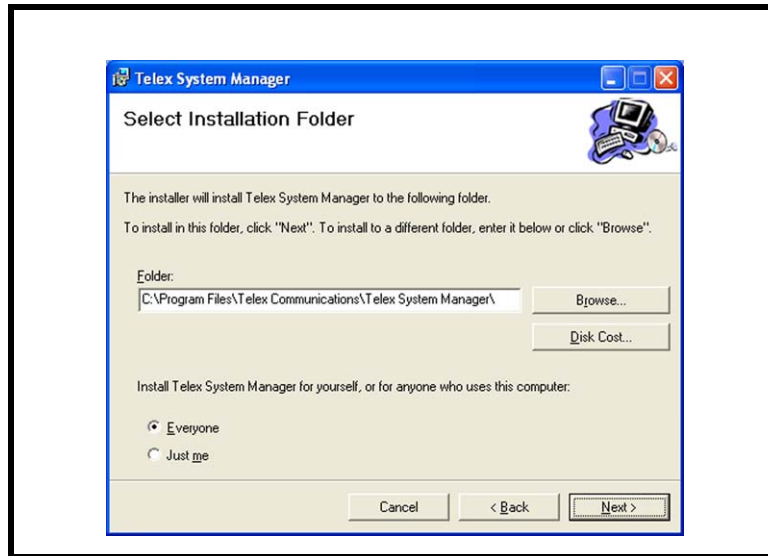 Telex System Manager
Select Installation Folder
The installer will install Telex System Manager to the following folder.
To install in this folder, click "Next". To install to a different folder, enter it below or click "Browse".
Folder:
C:\Program Files\Telex Communications\Telex System Manager\
Browse...
Disk Cost...
Install Telex System Manager for yourself, or for anyone who uses this computer:
Everyone
Just me
Cancel
< Back
Next >